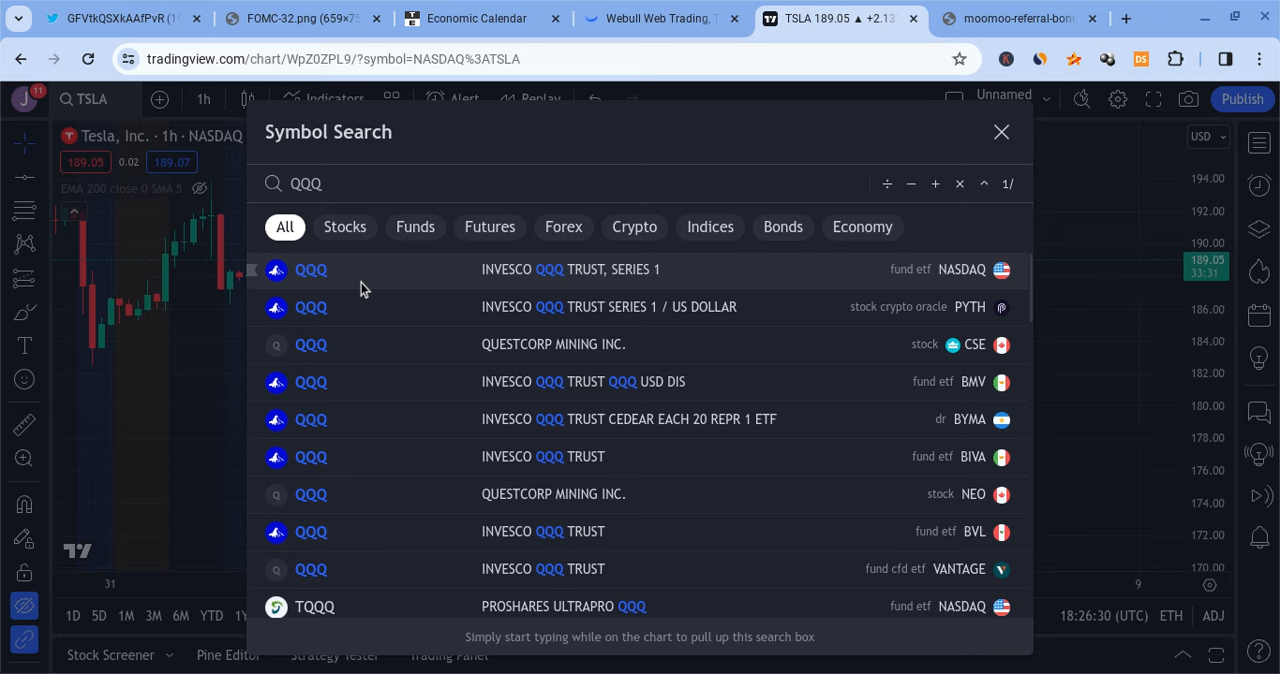 GFVtkQSXkAAfPvR (1
FOMC-32.png (659×75
Economic Calendar
Webull Web Trading, T
TSLA 189.05 ▲ +2.13
moomoo-referral-bon
tradingview.com/chart/WpZ0ZPL9/?symbol=NASDAQ%3ATSLA
J 11 TSLA 1h Indicators Alert Replay Unnamed Publish
Symbol Search
Tesla, Inc. · 1h · NASDAQ
USD
189.05 0.02 189.07
QQQ
÷ − + × ^ 1/
EMA 200 close 0 SMA 5
All Stocks Funds Futures Forex Crypto Indices Bonds Economy
QQQ INVESCO QQQ TRUST, SERIES 1 fund etf NASDAQ
QQQ INVESCO QQQ TRUST SERIES 1 / US DOLLAR stock crypto oracle PYTH
QQQ QUESTCORP MINING INC. stock CSE
QQQ INVESCO QQQ TRUST QQQ USD DIS fund etf BMV
QQQ INVESCO QQQ TRUST CEDEAR EACH 20 REPR 1 ETF dr BYMA
QQQ INVESCO QQQ TRUST fund etf BIVA
QQQ QUESTCORP MINING INC. stock NEO
QQQ INVESCO QQQ TRUST fund etf BVL
QQQ INVESCO QQQ TRUST fund cfd etf VANTAGE
TQQQ PROSHARES ULTRAPRO QQQ fund etf NASDAQ
Simply start typing while on the chart to pull up this search box
194.00
192.00
190.00
189.05
33:31
186.00
184.00
182.00
180.00
178.00
176.00
174.00
172.00
170.00
31 9
1D 5D 1M 3M 6M YTD 1Y 18:26:30 (UTC) ETH ADJ
Stock Screener Pine Editor Strategy Tester Trading Panel